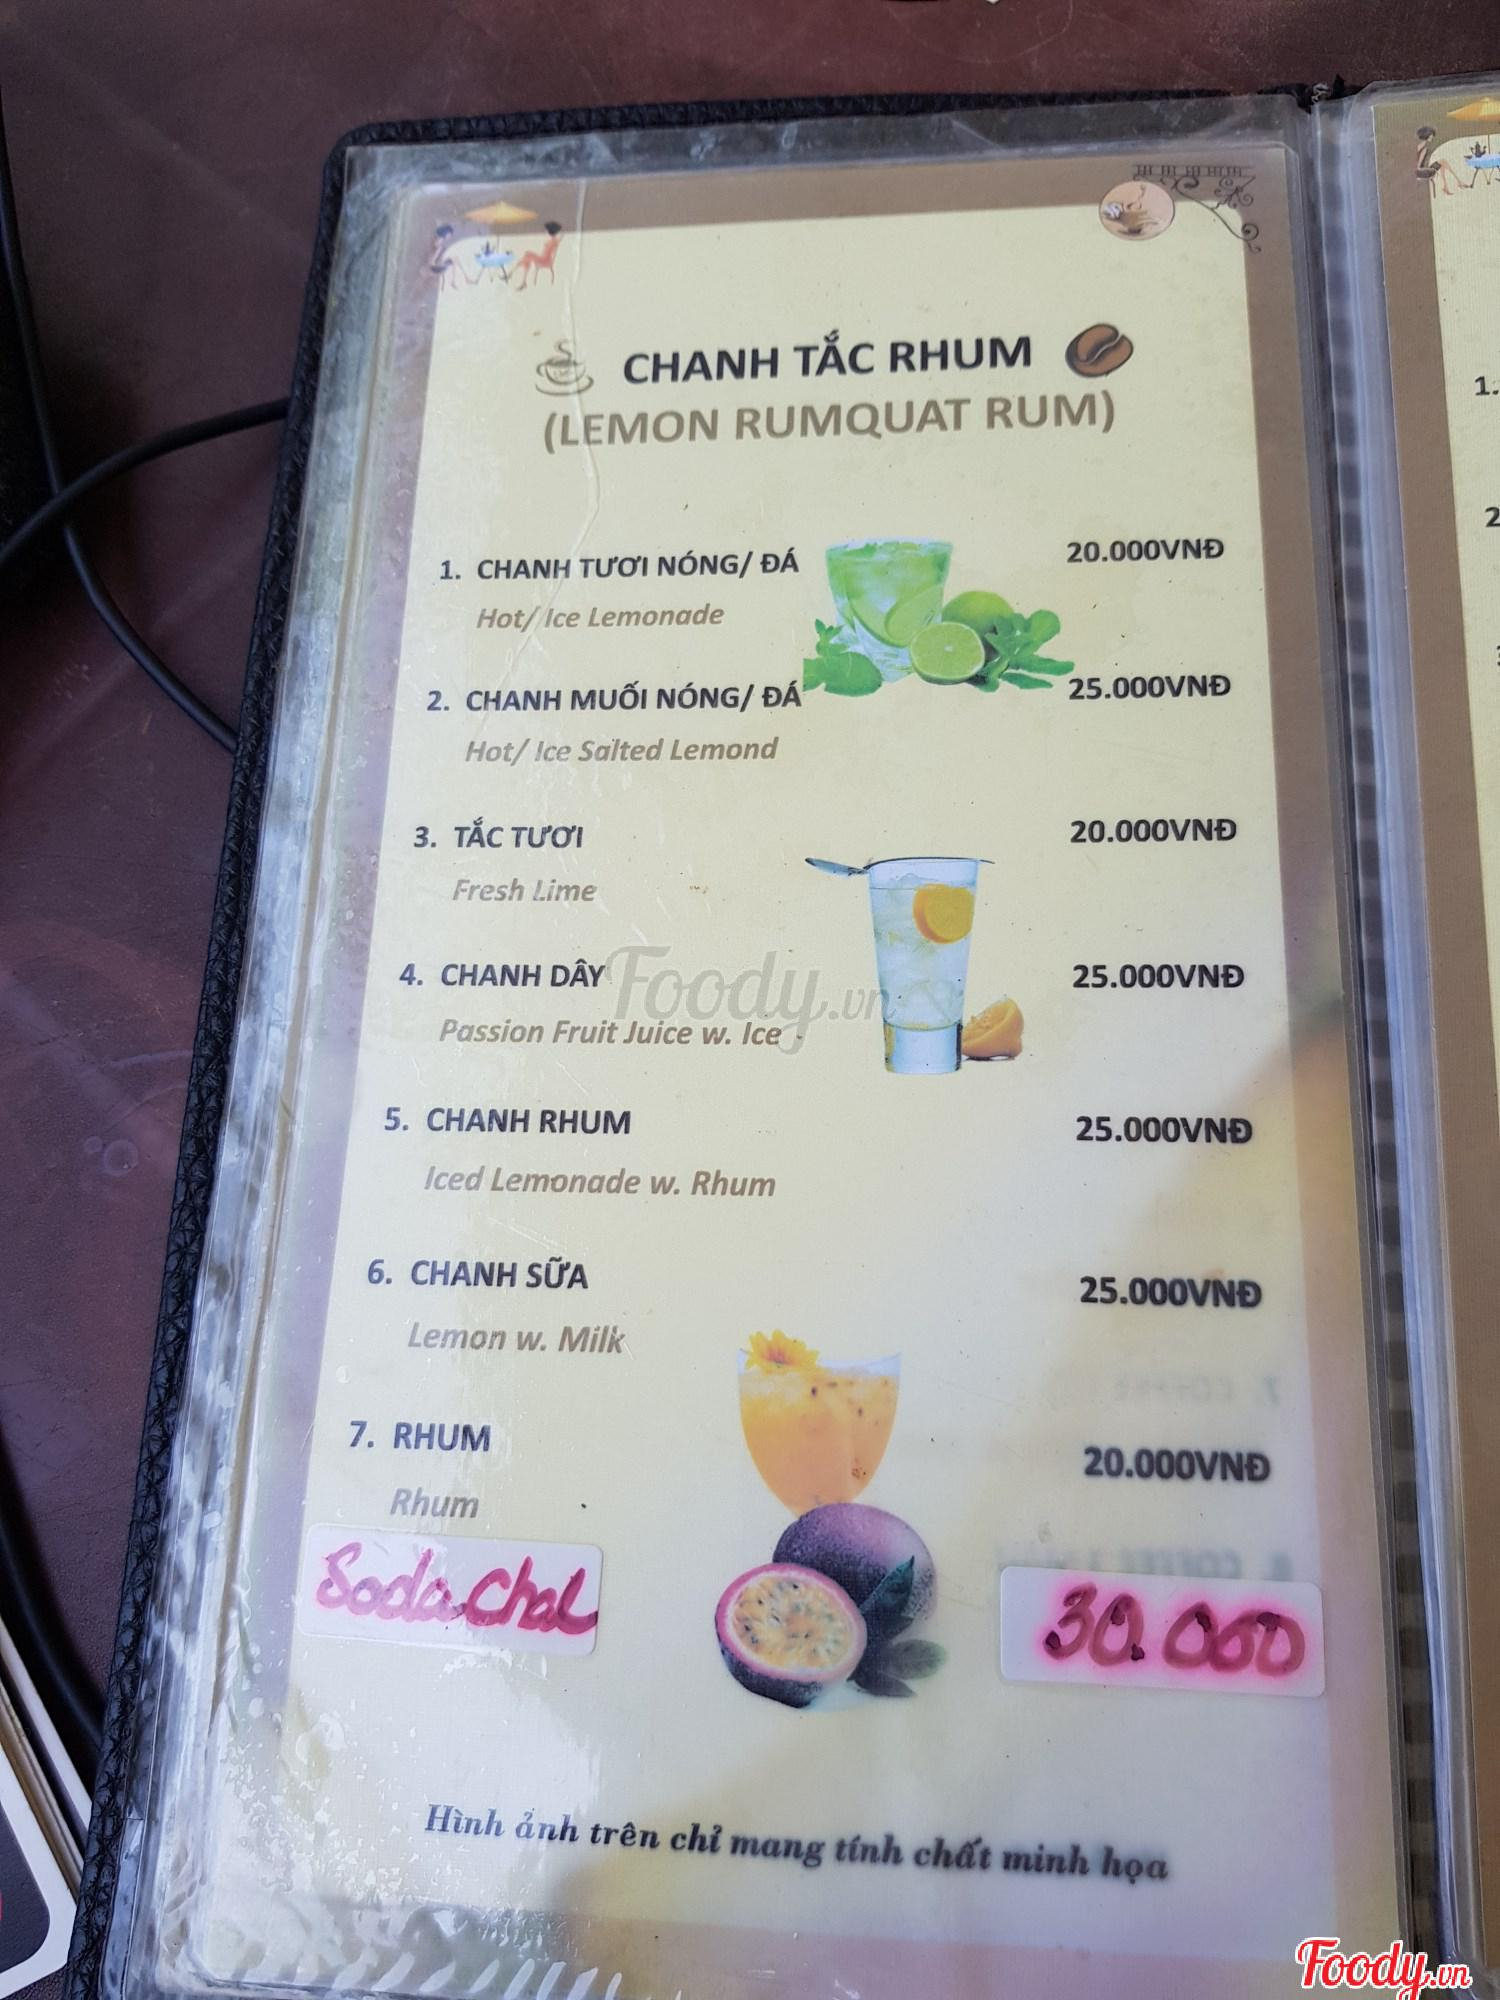 CHANH TẮC RHUM
(LEMON RUMQUAT RUM)
1. CHANH TƯƠI NÓNG/ ĐÁ 20.000VNĐ
Hot/ Ice Lemonade
2. CHANH MUỐI NÓNG/ ĐÁ 25.000VNĐ
Hot/ Ice Salted Lemond
3. TẮC TƯƠI 20.000VNĐ
Fresh Lime
4. CHANH DÂY 25.000VNĐ
Passion Fruit Juice w. Ice
5. CHANH RHUM 25.000VNĐ
Iced Lemonade w. Rhum
6. CHANH SỮA 25.000VNĐ
Lemon w. Milk
7. RHUM 20.000VNĐ
Rhum
Soda 30.000
Hình ảnh trên chỉ mang tính chất minh họa
Foody.vn
Foody.vn
1.
2